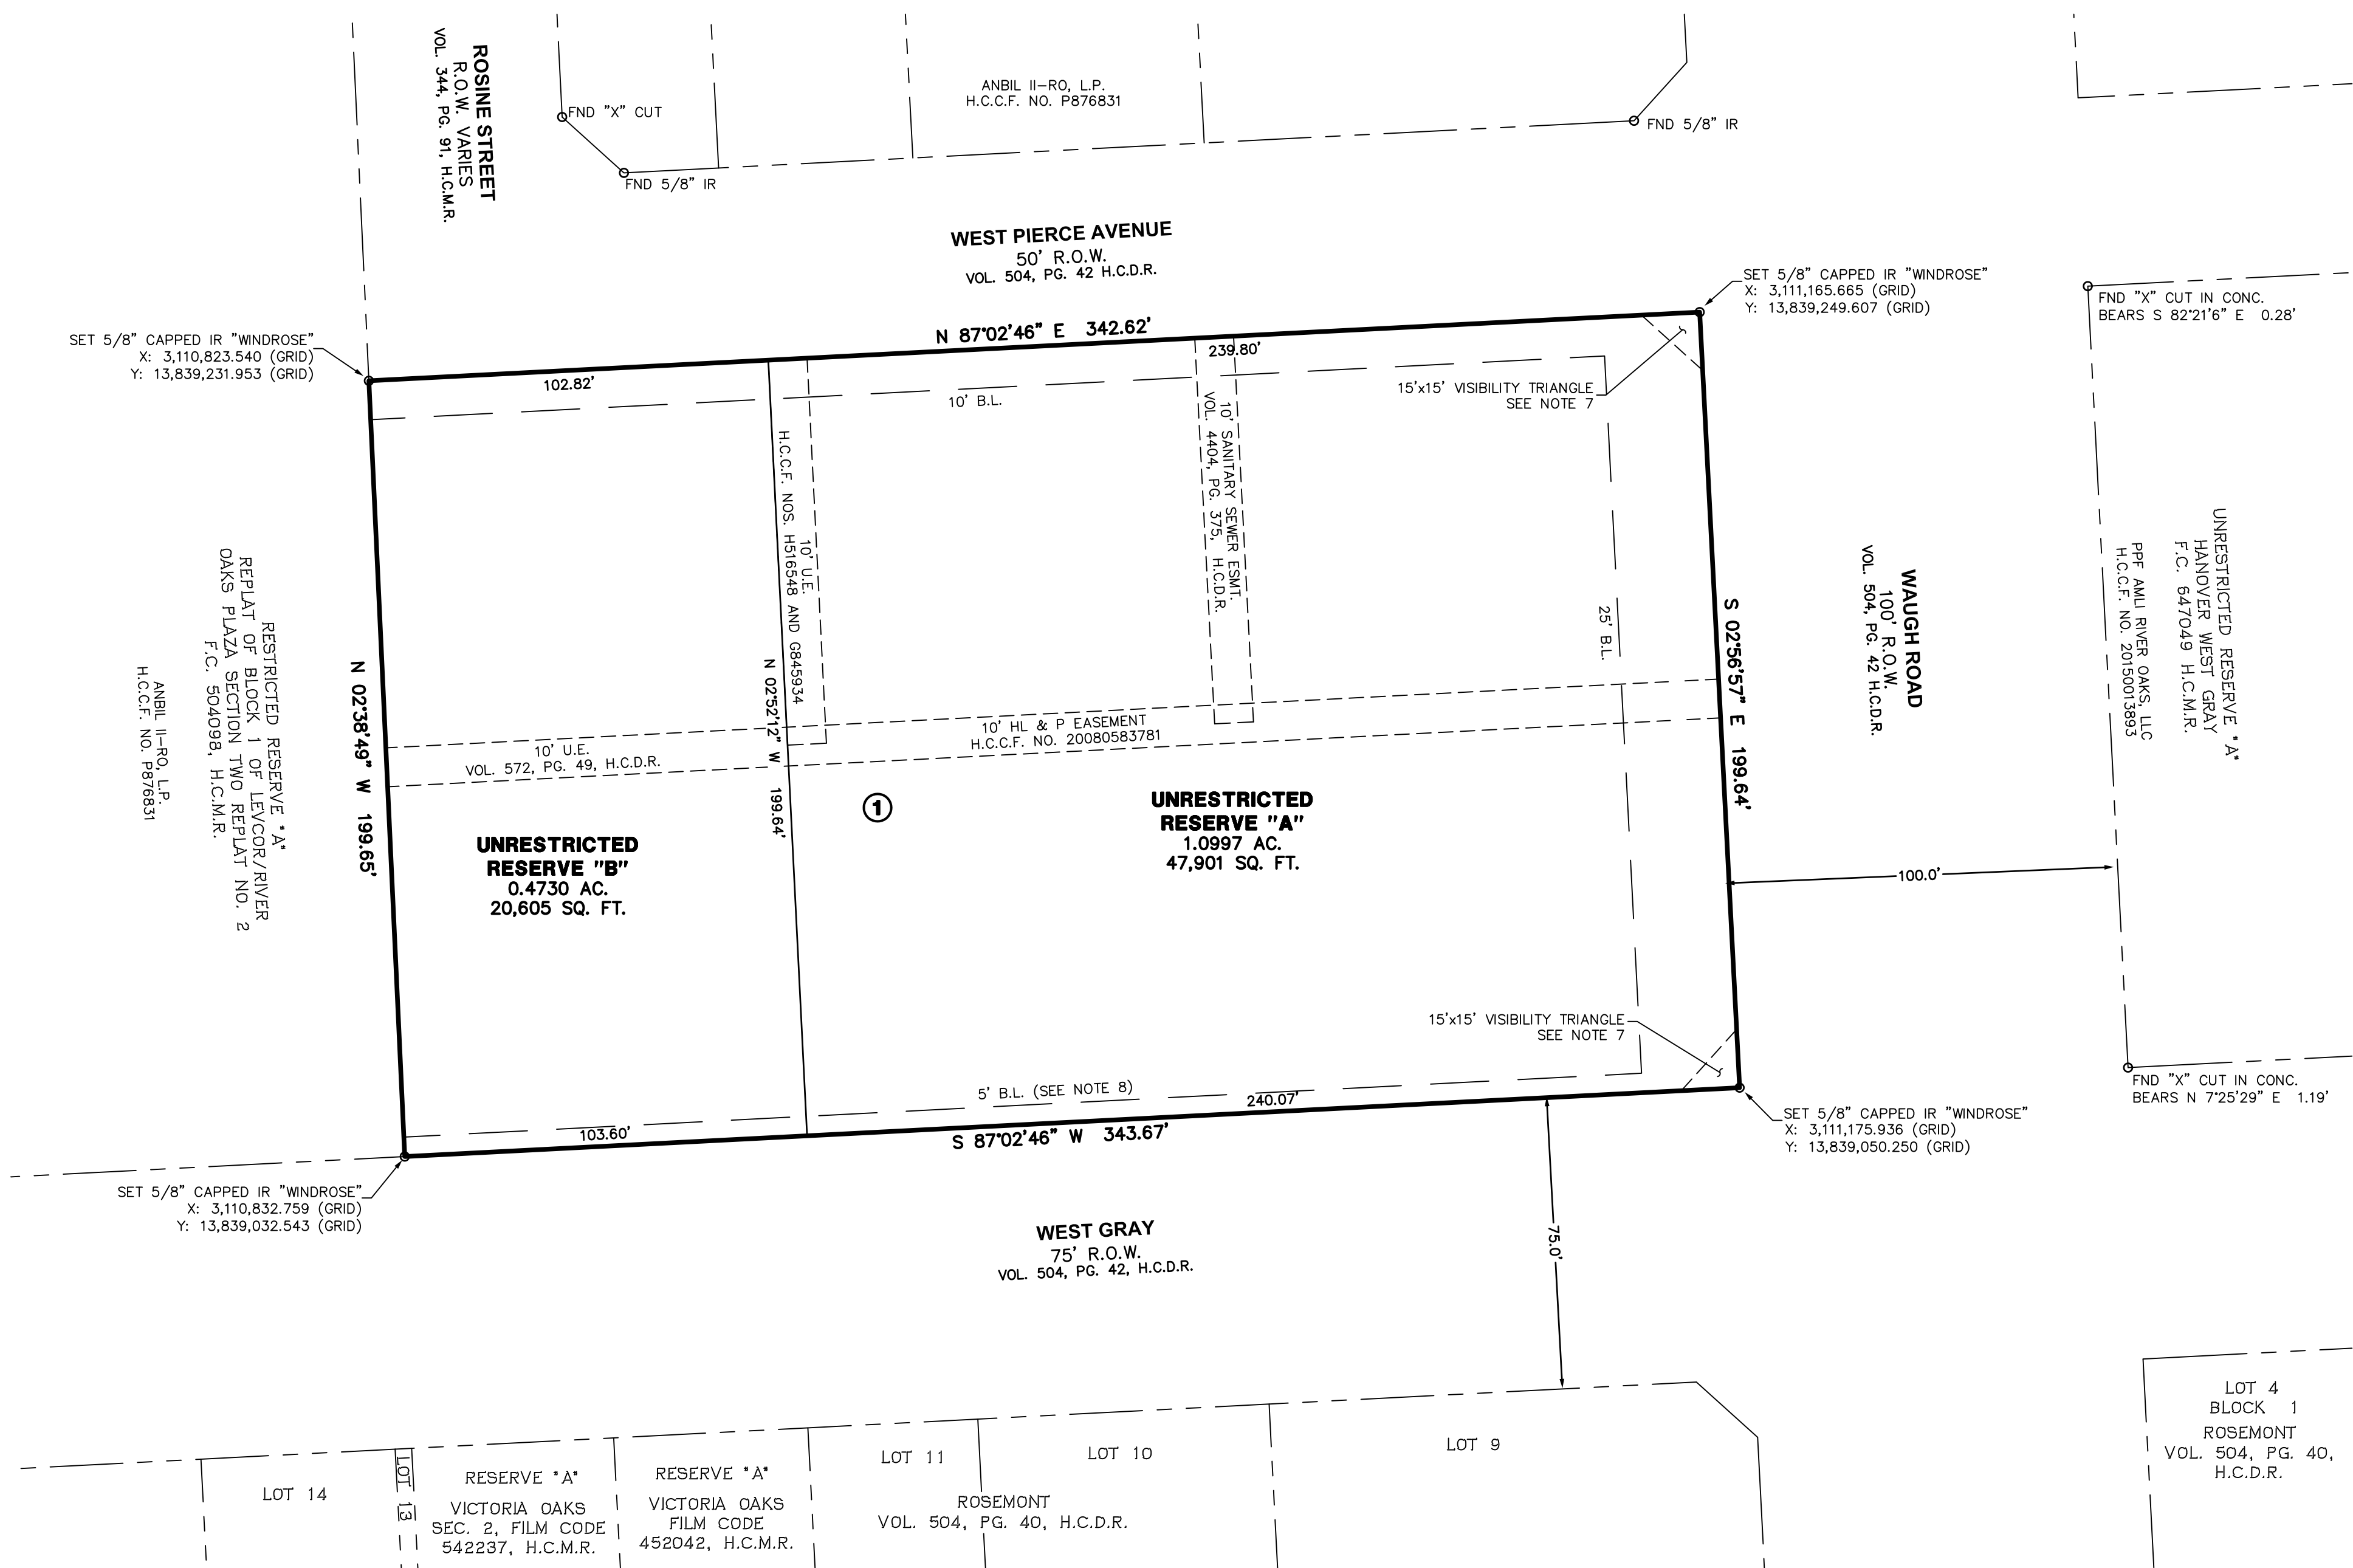 ROSINE STREET
R.O.W. VARIES
VOL. 344, PG. 91, H.C.M.R.
FND "X" CUT
FND 5/8" IR
ANBIL II-RO, L.P.
H.C.C.F. NO. P876831
FND 5/8" IR
WEST PIERCE AVENUE
50' R.O.W.
VOL. 504, PG. 42 H.C.D.R.
SET 5/8" CAPPED IR "WINDROSE"
X: 3,111,165.665 (GRID)
Y: 13,839,249.607 (GRID)
FND "X" CUT IN CONC.
BEARS S 82°21'6" E 0.28'
SET 5/8" CAPPED IR "WINDROSE"
X: 3,110,823.540 (GRID)
Y: 13,839,231.953 (GRID)
N 87°02'46" E 342.62'
102.82'
239.80'
10' B.L.
15'x15' VISIBILITY TRIANGLE
SEE NOTE 7
10' U.E.
H.C.C.F. NOS. H516548 AND G845934
10' SANITARY SEWER ESMT.
VOL. 4404, PG. 375, H.C.D.R.
25' B.L.
S 02°56'57" E 199.64'
WAUGH ROAD
100' R.O.W.
VOL. 504, PG. 42 H.C.D.R.
UNRESTRICTED RESERVE "A"
HANOVER WEST GRAY
F.C. 647049 H.C.M.R.
PPF AMLI RIVER OAKS, LLC
H.C.C.F. NO. 20150013893
RESTRICTED RESERVE "A"
REPLAT OF BLOCK 1 OF LEVCOR/RIVER
OAKS PLAZA SECTION TWO REPLAT NO. 2
F.C. 504098, H.C.M.R.
ANBIL II-RO, L.P.
H.C.C.F. NO. P876831
N 02°38'49" W 199.65'
N 02°52'12" W 199.64'
10' U.E.
VOL. 572, PG. 49, H.C.D.R.
10' HL & P EASEMENT
H.C.C.F. NO. 20080583781
1
UNRESTRICTED
RESERVE "A"
1.0997 AC.
47,901 SQ. FT.
UNRESTRICTED
RESERVE "B"
0.4730 AC.
20,605 SQ. FT.
100.0'
15'x15' VISIBILITY TRIANGLE
SEE NOTE 7
5' B.L. (SEE NOTE 8)
240.07'
103.60'
S 87°02'46" W 343.67'
FND "X" CUT IN CONC.
BEARS N 7°25'29" E 1.19'
SET 5/8" CAPPED IR "WINDROSE"
X: 3,111,175.936 (GRID)
Y: 13,839,050.250 (GRID)
SET 5/8" CAPPED IR "WINDROSE"
X: 3,110,832.759 (GRID)
Y: 13,839,032.543 (GRID)
WEST GRAY
75' R.O.W.
VOL. 504, PG. 42, H.C.D.R.
75.0'
LOT 14
LOT 13
RESERVE "A"
VICTORIA OAKS
SEC. 2, FILM CODE
542237, H.C.M.R.
RESERVE "A"
VICTORIA OAKS
FILM CODE
452042, H.C.M.R.
LOT 11
LOT 10
LOT 9
ROSEMONT
VOL. 504, PG. 40, H.C.D.R.
LOT 4
BLOCK 1
ROSEMONT
VOL. 504, PG. 40,
H.C.D.R.